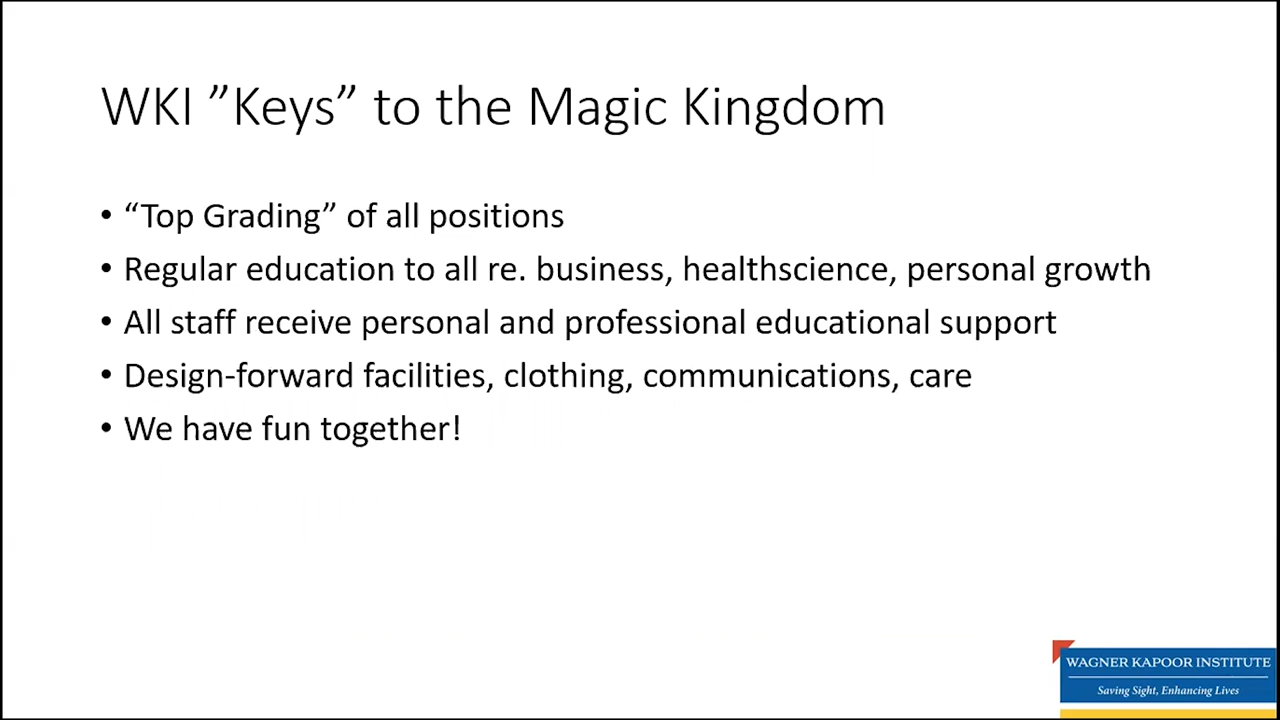 WKI ”Keys” to the Magic Kingdom
• “Top Grading” of all positions
• Regular education to all re. business, healthscience, personal growth
• All staff receive personal and professional educational support
• Design-forward facilities, clothing, communications, care
• We have fun together!
WAGNER KAPOOR INSTITUTE
Saving Sight, Enhancing Lives